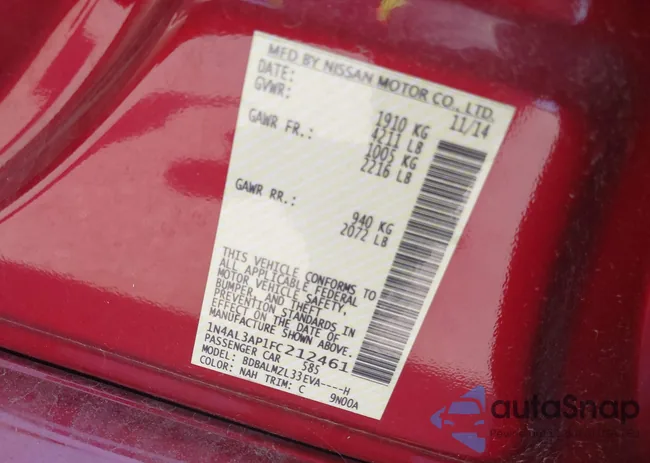 MFD BY NISSAN MOTOR CO., LTD.
DATE: 11/14
GVWR: 1910 KG
4211 LB
GAWR FR.: 1005 KG
2216 LB
GAWR RR.: 940 KG
2072 LB
THIS VEHICLE CONFORMS TO
ALL APPLICABLE FEDERAL
MOTOR VEHICLE SAFETY,
BUMPER, AND THEFT
PREVENTION STANDARDS IN
EFFECT ON THE DATE OF
MANUFACTURE SHOWN ABOVE.
1N4AL3AP1FC212461
PASSENGER CAR 585
MODEL: BDBALMZL33EVA----H
COLOR: NAH TRIM: C 9N00A
autaSnap